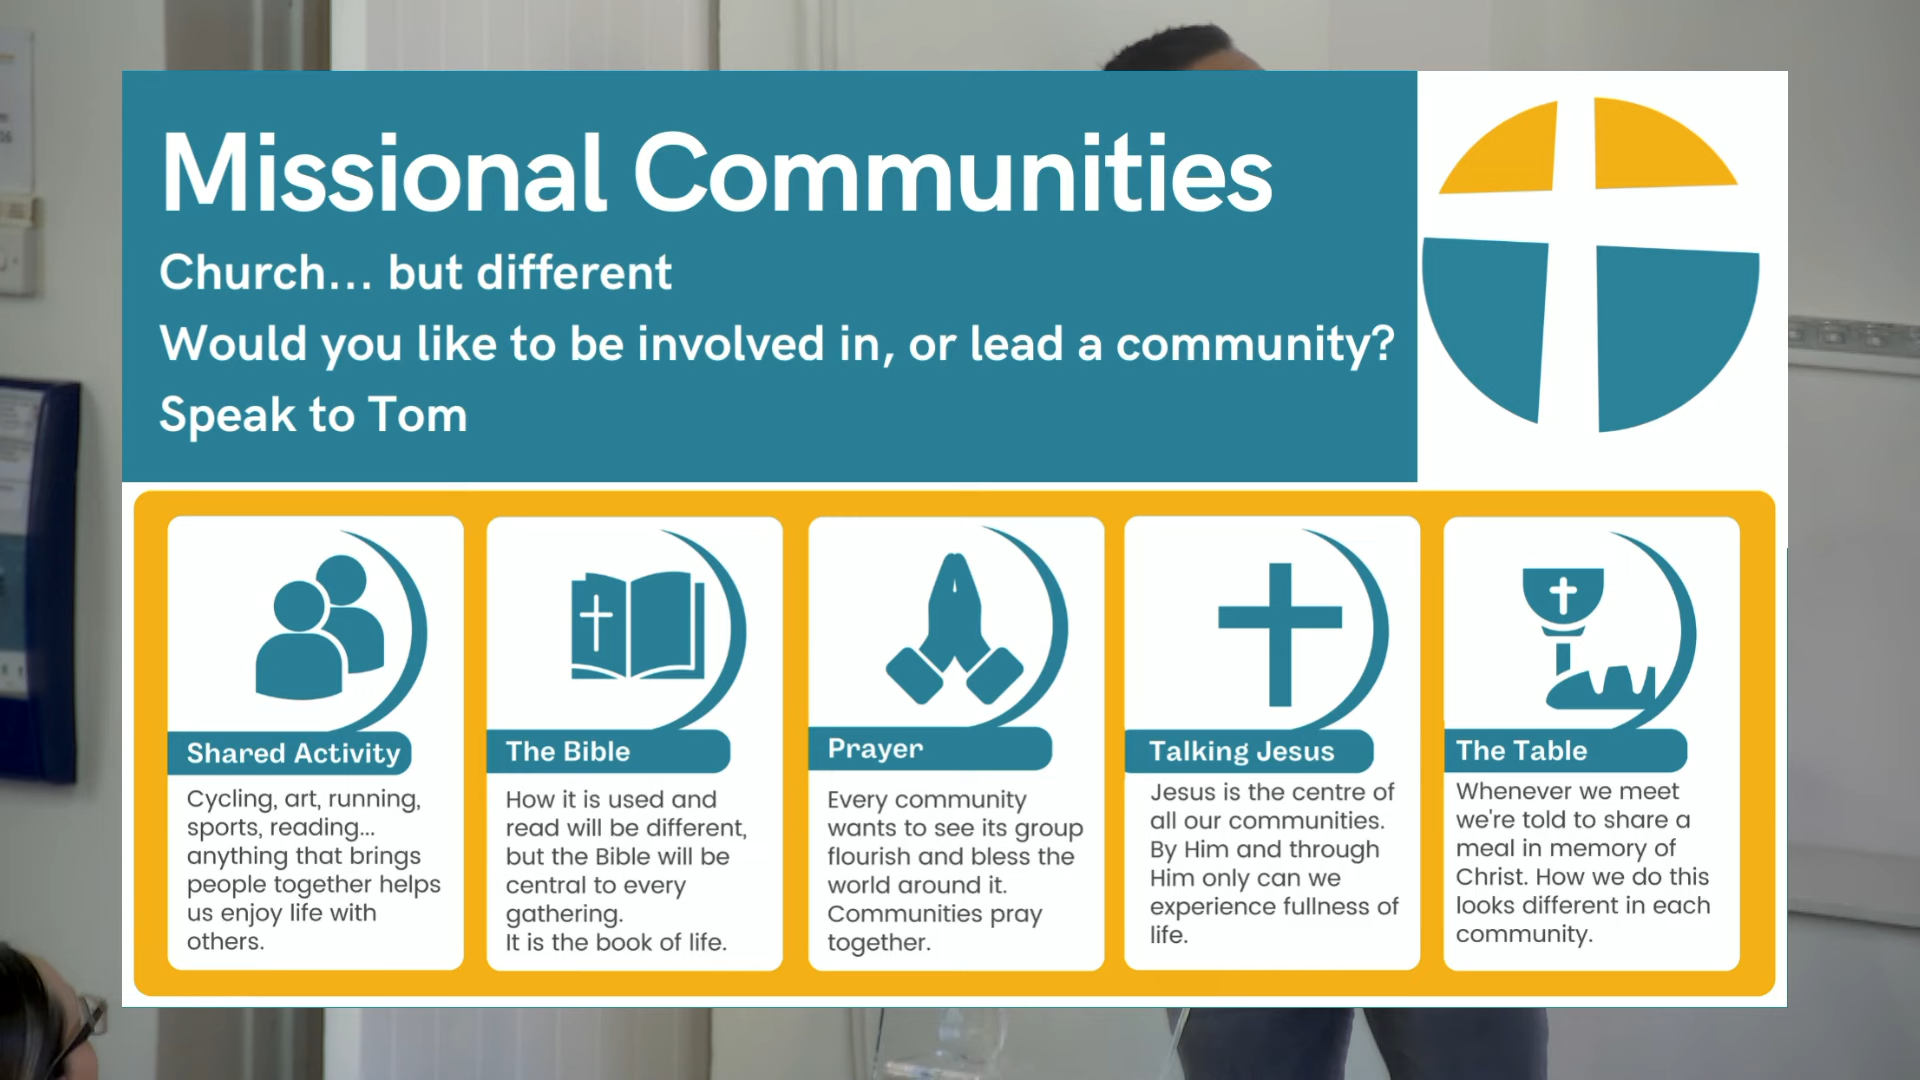 Missional Communities
Church... but different
Would you like to be involved in, or lead a community?
Speak to Tom
Shared Activity
Cycling, art, running,
sports, reading...
anything that brings
people together helps
us enjoy life with
others.
The Bible
How it is used and
read will be different,
but the Bible will be
central to every
gathering.
It is the book of life.
Prayer
Every community
wants to see its group
flourish and bless the
world around it.
Communities pray
together.
Talking Jesus
Jesus is the centre of
all our communities.
By Him and through
Him only can we
experience fullness of
life.
The Table
Whenever we meet
we're told to share a
meal in memory of
Christ. How we do this
looks different in each
community.